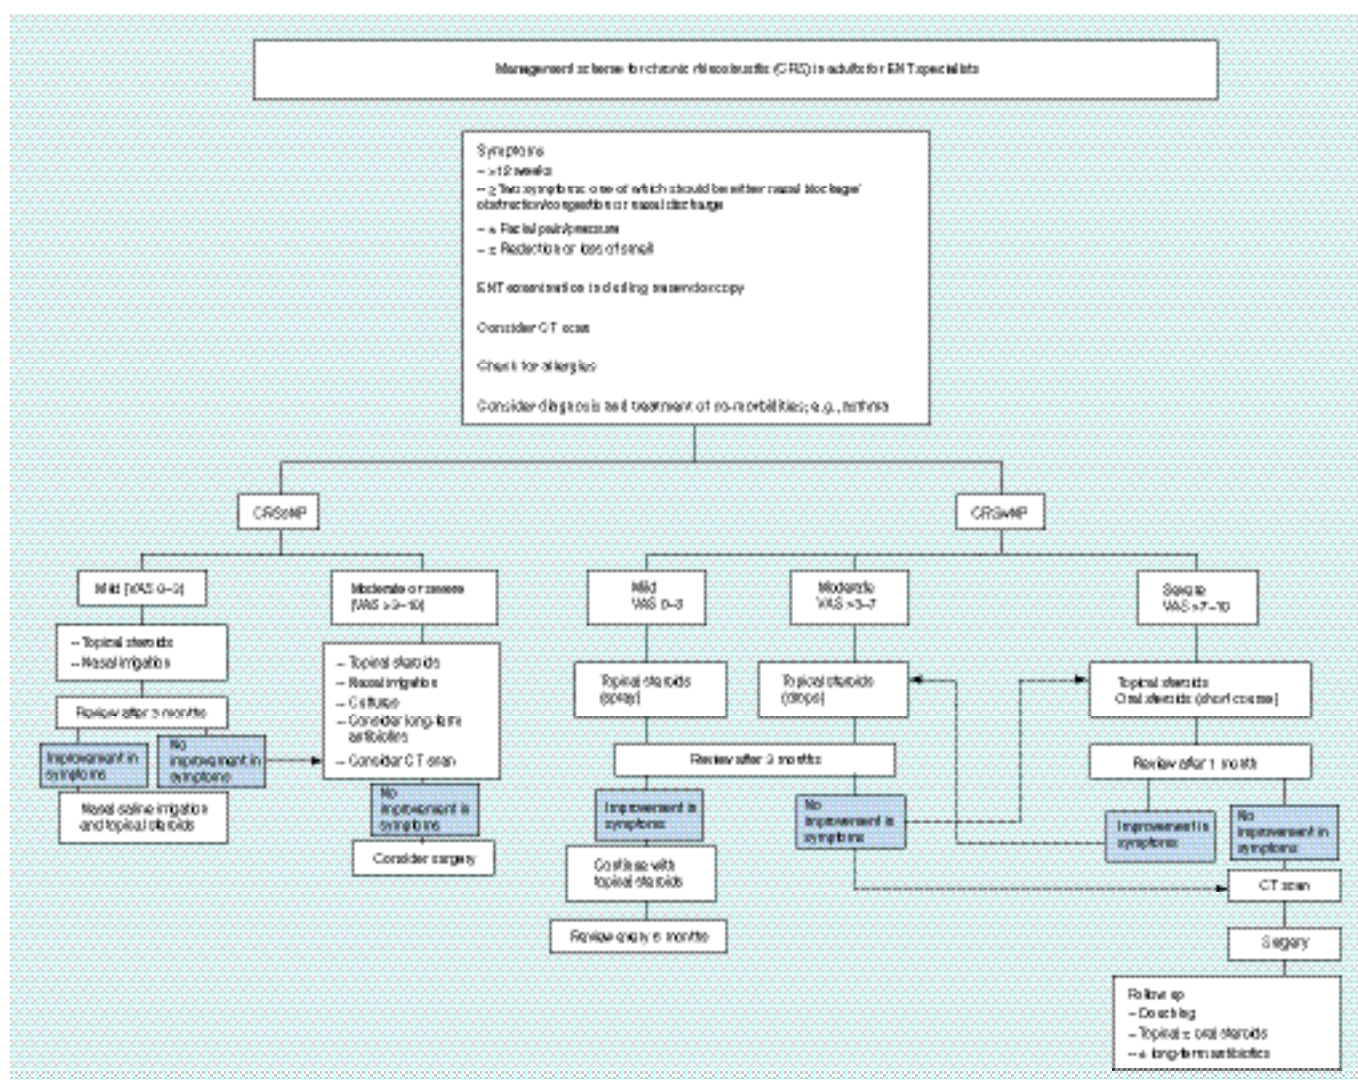 Management scheme for chronic rhinosinusitis (CRS) in adults for ENT specialists
Symptoms
– >12 weeks
– ≥ Two symptoms: one of which should be either nasal blockage/
obstruction/congestion or nasal discharge
– ± Facial pain/pressure
– ± Reduction or loss of smell
ENT examination including nasendoscopy
Consider CT scan
Check for allergies
Consider diagnosis and treatment of co-morbidities; e.g., asthma
CRSsNP
CRSwNP
Mild (VAS 0–3)
Moderate or severe
(VAS >3–10)
Mild
VAS 0–3
Moderate
VAS >3–7
Severe
VAS >7–10
– Topical steroids
– Nasal irrigation
– Topical steroids
– Nasal irrigation
– Cultures
– Consider long-term
antibiotics
– Consider CT scan
Topical steroids
(spray)
Topical steroids
(drops)
Topical steroids
Oral steroids (short course)
Review after 3 months
Review after 3 months
Review after 1 month
Improvement in
symptoms
No
improvement in
symptoms
No
improvement in
symptoms
Improvement in
symptoms
No
improvement in
symptoms
Improvement in
symptoms
No
improvement in
symptoms
Nasal saline irrigation
and topical steroids
Consider surgery
Continue with
topical steroids
CT scan
Review every 6 months
Surgery
Follow up
– Douching
– Topical ± oral steroids
– ± long-term antibiotics